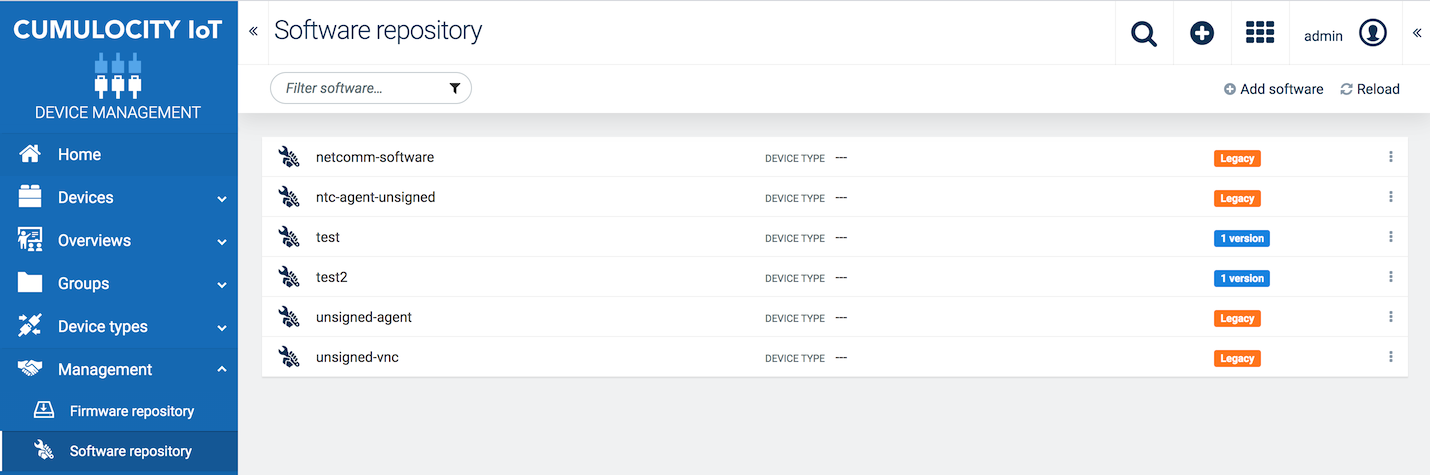 CUMULOCITY IoT
DEVICE MANAGEMENT
Home
Devices
Overviews
Groups
Device types
Management
Firmware repository
Software repository
« Software repository
admin «
Filter software...
Add software Reload
netcomm-software DEVICE TYPE --- Legacy
ntc-agent-unsigned DEVICE TYPE --- Legacy
test DEVICE TYPE --- 1 version
test2 DEVICE TYPE --- 1 version
unsigned-agent DEVICE TYPE --- Legacy
unsigned-vnc DEVICE TYPE --- Legacy